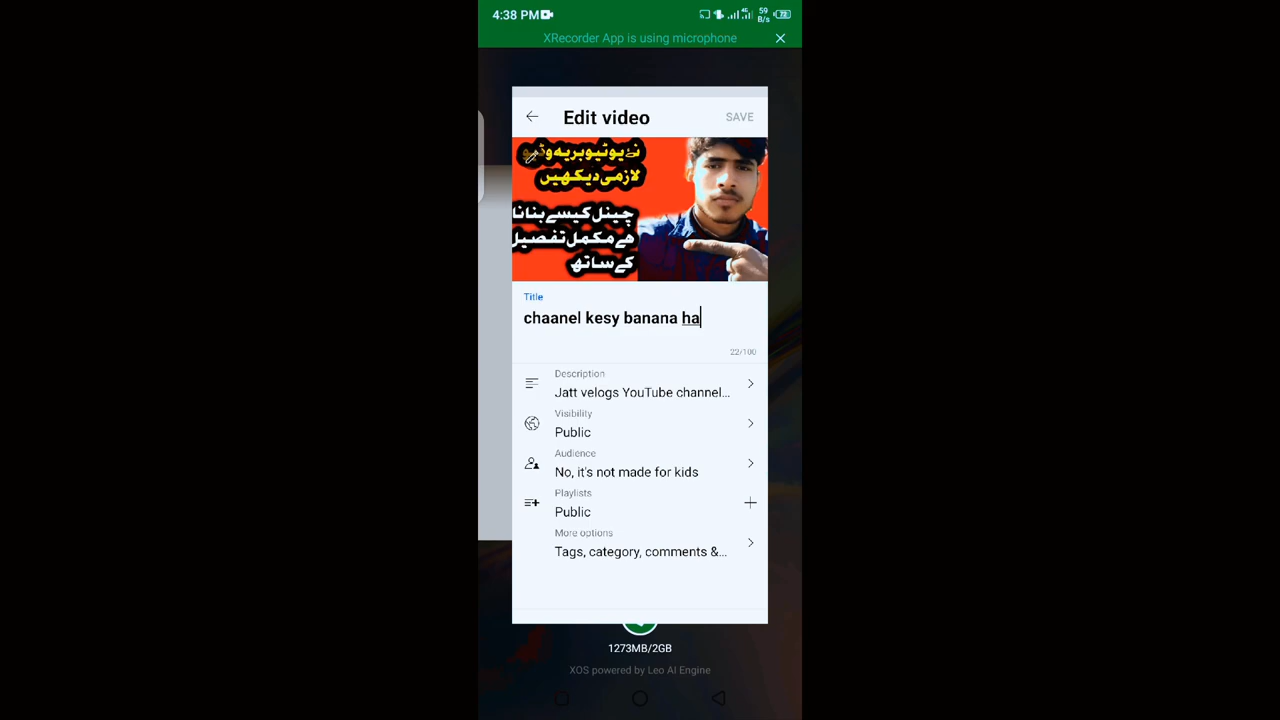 4:38 PM
4G
59
B/s
72
XRecorder App is using microphone
Edit video
SAVE
نئے یوٹیوبر یہ وڈیو
لازمی دیکھیں
چینل کیسے بنانا
ھے مکمل تفصیل
کے ساتھ
Title
chaanel kesy banana ha
22/100
Description
Jatt velogs YouTube channel...
Visibility
Public
Audience
No, it's not made for kids
Playlists
Public
More options
Tags, category, comments &...
1273MB/2GB
XOS powered by Leo AI Engine